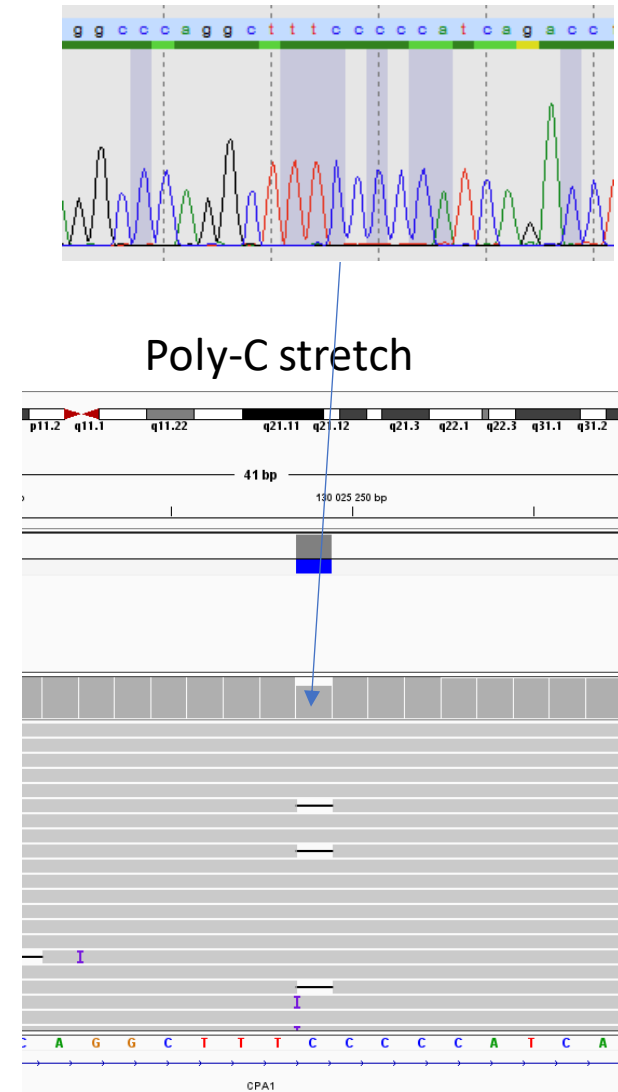 g g c c c a g g c t t t c c c c c a t c a g a c c
Poly-C stretch
p11.2 q11.1 q11.22 q21.11 q21.12 q21.3 q22.1 q22.3 q31.1 q31.2
41 bp
130 025 250 bp
C A G G C T T T C C C C C A T C A
CPA1